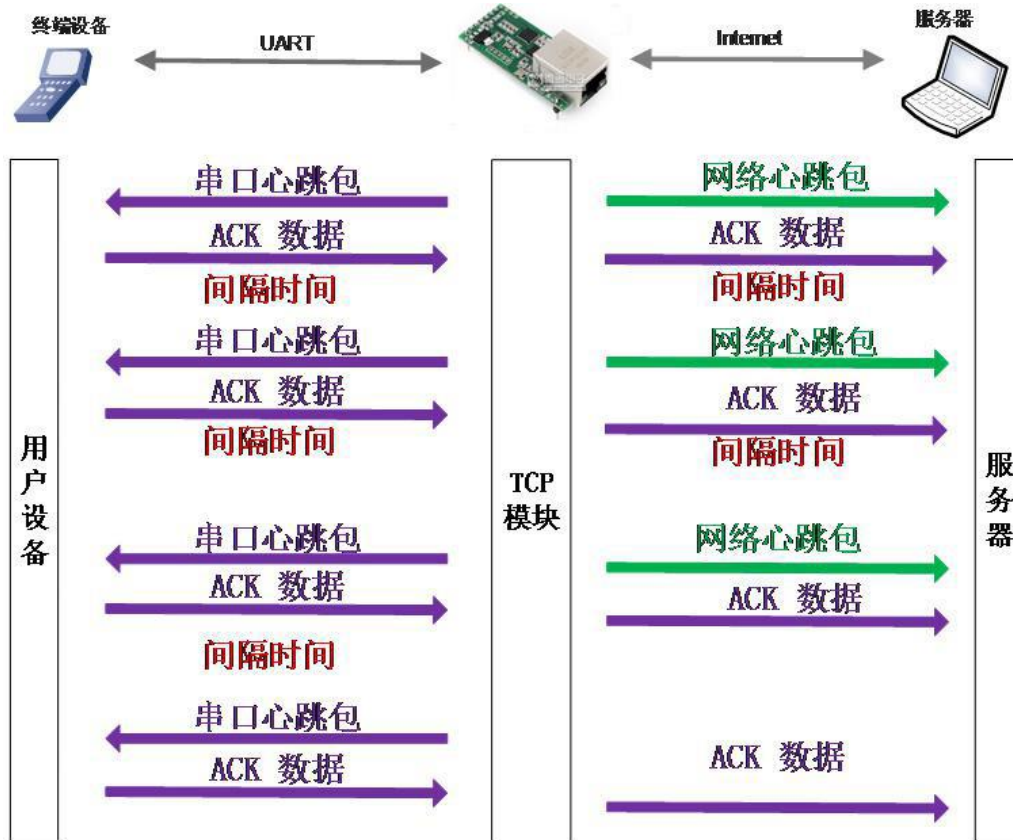 终端设备
UART
Internet
服务器
串口心跳包
网络心跳包
ACK 数据
ACK 数据
间隔时间
间隔时间
串口心跳包
网络心跳包
ACK 数据
ACK 数据
间隔时间
间隔时间
用户设备
TCP
模块
服务器
串口心跳包
网络心跳包
ACK 数据
ACK 数据
间隔时间
串口心跳包
ACK 数据
ACK 数据